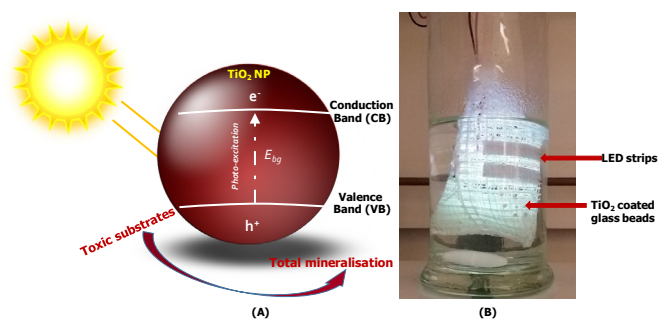 TiO₂ NP
e⁻
Conduction
Band (CB)
Photo-excitation
E_bg
Valence
Band (VB)
h⁺
Toxic substrates
Total mineralisation
(A)
LED strips
TiO₂ coated
glass beads
(B)